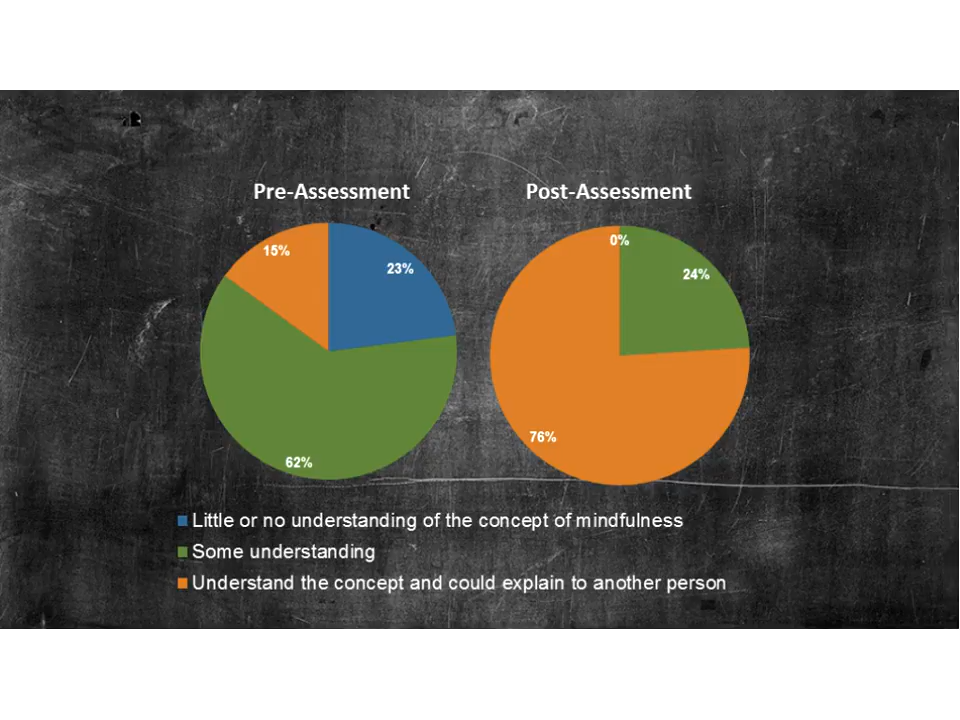 Pre-Assessment
Post-Assessment
15%
23%
62%
0%
24%
76%
Little or no understanding of the concept of mindfulness
Some understanding
Understand the concept and could explain to another person